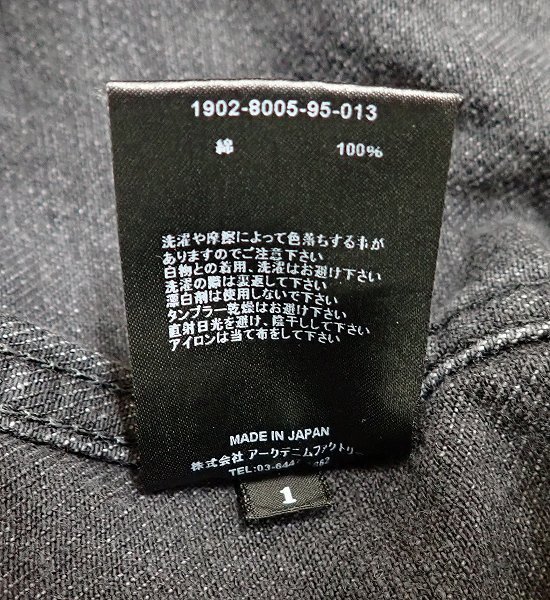 1902-8005-95-013
綿 100%
洗濯や摩擦によって色落ちする事が
ありますのでご注意下さい
白物との着用、洗濯はお避け下さい
洗濯の際は裏返して下さい
漂白剤は使用しないで下さい
タンブラー乾燥はお避け下さい
直射日光を避け、陰干しして下さい
アイロンは当て布をして下さい
MADE IN JAPAN
株式会社 アークデニムファクトリー
TEL:03-644
1